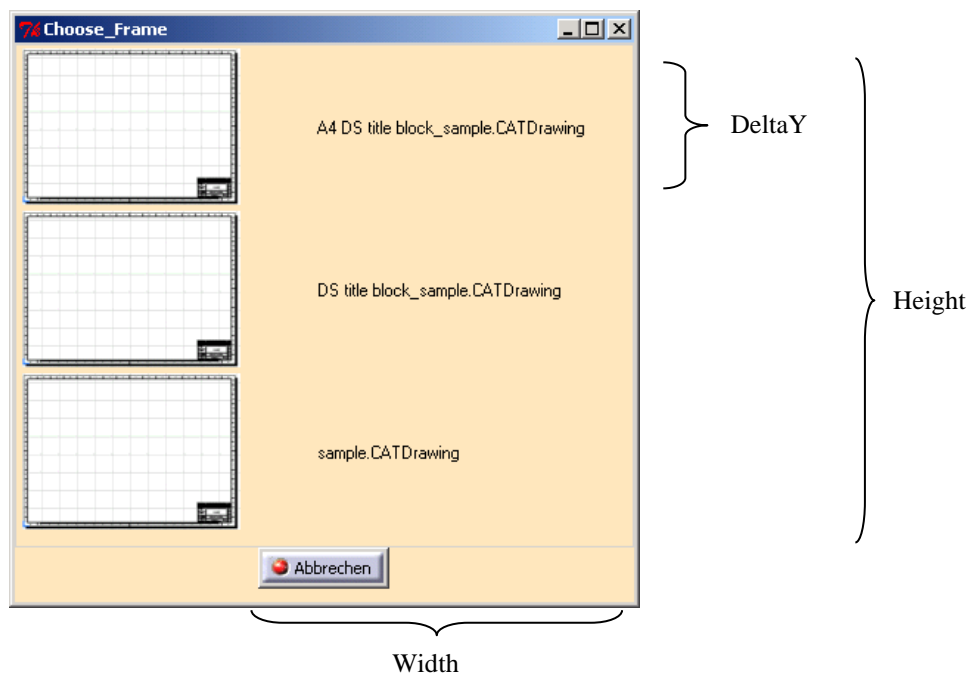 Choose_Frame
A4 DS title block_sample.CATDrawing
DeltaY
DS title block_sample.CATDrawing
Height
sample.CATDrawing
Abbrechen
Width